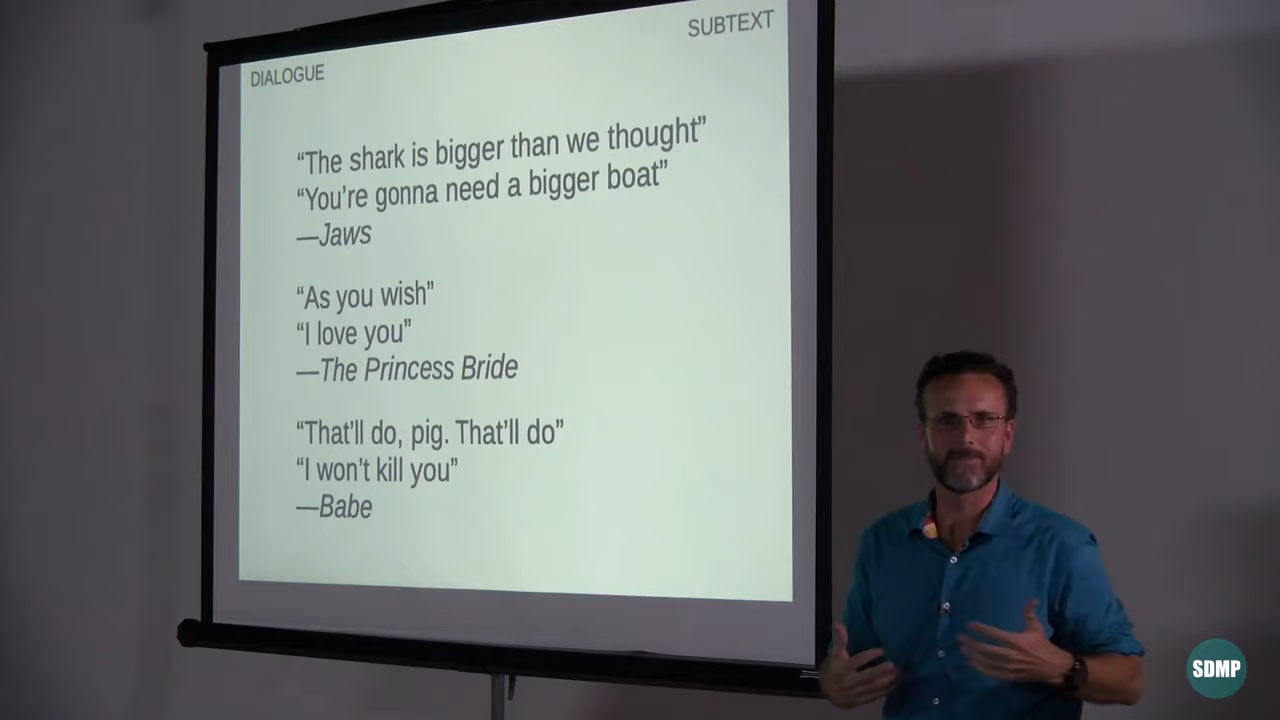 DIALOGUE
SUBTEXT
“The shark is bigger than we thought”
“You’re gonna need a bigger boat”
—Jaws
“As you wish”
“I love you”
—The Princess Bride
“That’ll do, pig. That’ll do”
“I won’t kill you”
—Babe
SDMP